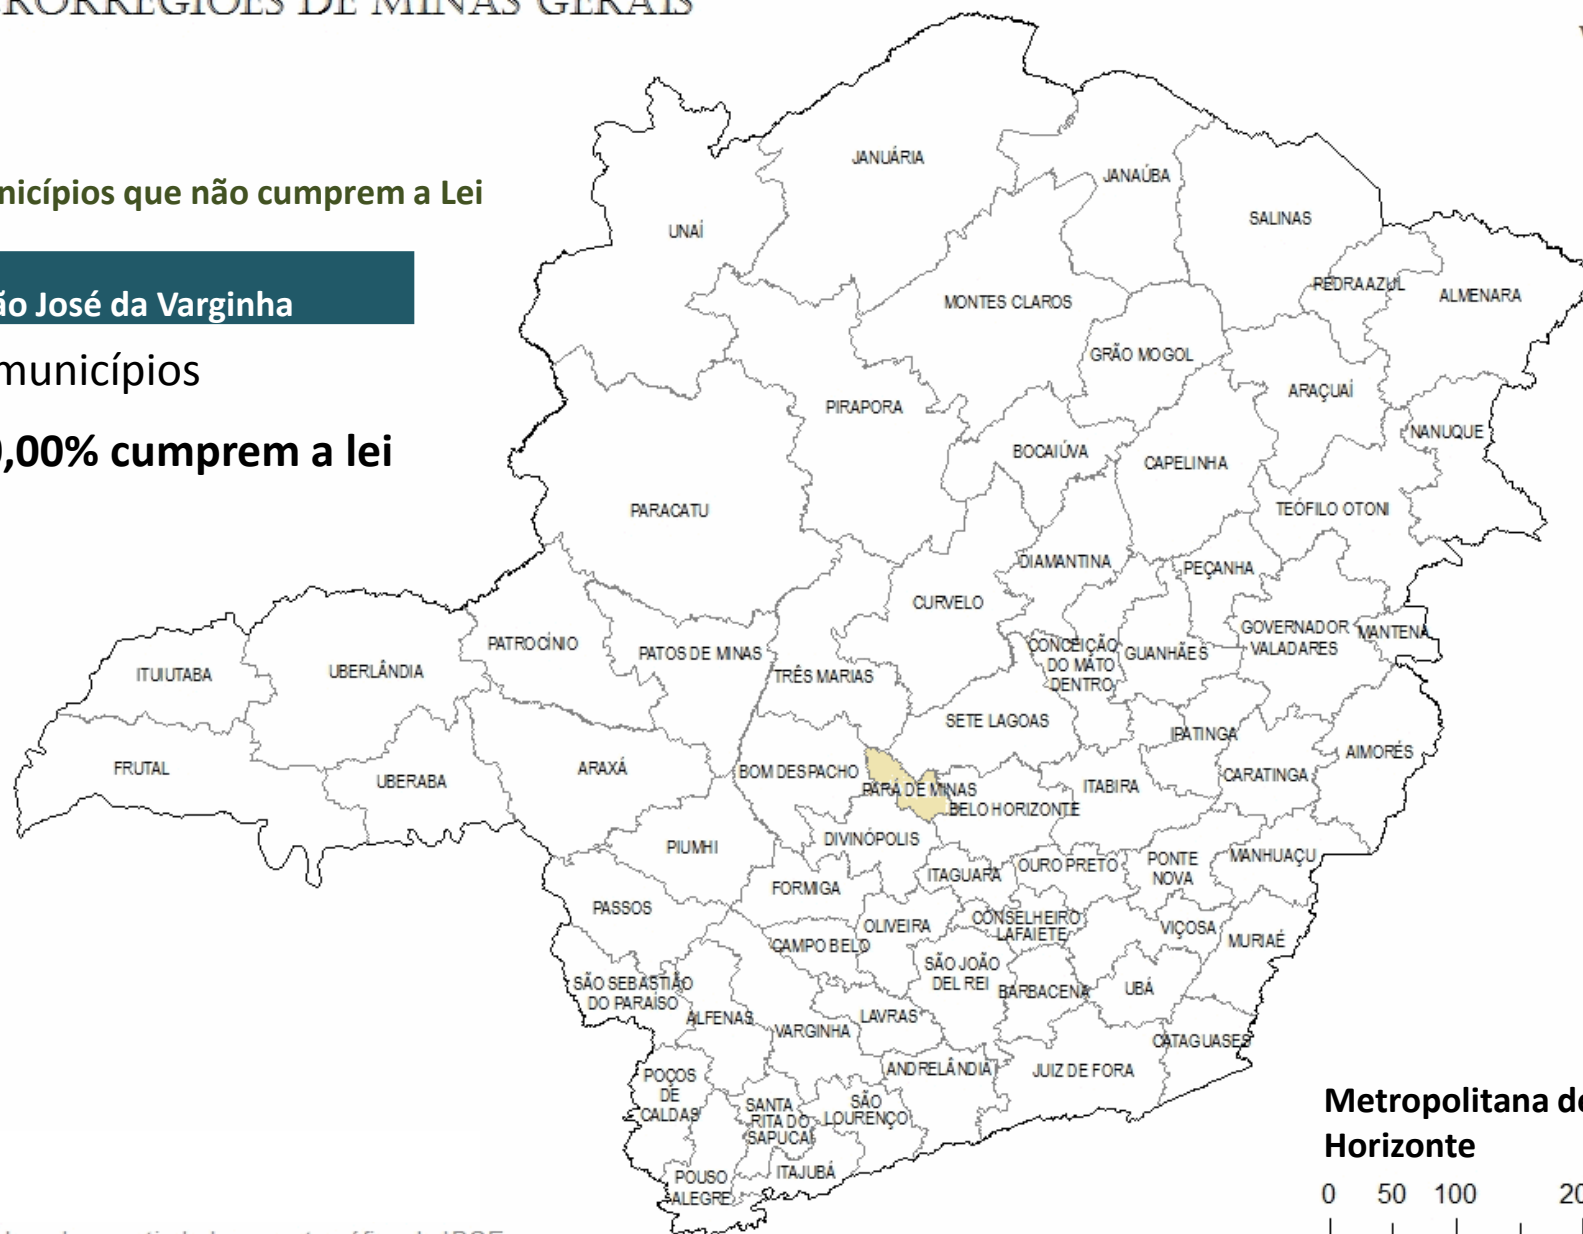 RORREGIÕES DE MINAS GERAIS
nicípios que não cumprem a Lei
ão José da Varginha
municípios
0,00% cumprem a lei
JANUÁRIA
JANAÚBA
SALINAS
UNAÍ
PEDRA AZUL
ALMENARA
MONTES CLAROS
GRÃO MOGOL
ARAÇUAÍ
PIRAPORA
NANUQUE
BOCAIÚVA
CAPELINHA
PARACATU
TEÓFILO OTONI
DIAMANTINA
PEÇANHA
CURVELO
PATROCÍNIO
PATOS DE MINAS
CONCEIÇÃO
DO MATO
DENTRO
GUANHÃES
GOVERNADOR
VALADARES
MANTENA
ITUIUTABA
UBERLÂNDIA
TRÊS MARIAS
SETE LAGOAS
IPATINGA
AIMORÉS
FRUTAL
UBERABA
ARAXÁ
BOM DESPACHO
PARÁ DE MINAS
BELO HORIZONTE
ITABIRA
CARATINGA
PIUMHI
DIVINÓPOLIS
ITAGUARA
OURO PRETO
PONTE
NOVA
MANHUAÇU
FORMIGA
PASSOS
CAMPO BELO
OLIVEIRA
CONSELHEIRO
LAFAIETE
VIÇOSA
MURIAÉ
SÃO SEBASTIÃO
DO PARAÍSO
SÃO JOÃO
DEL REI
BARBACENA
UBÁ
ALFENAS
VARGINHA
LAVRAS
CATAGUASES
POÇOS
DE
CALDAS
ANDRELÂNDIA
JUIZ DE FORA
SANTA
RITA DO
SAPUCAÍ
SÃO
LOURENÇO
POUSO
ALEGRE
ITAJUBÁ
Metropolitana de
Horizonte
0 50 100 20